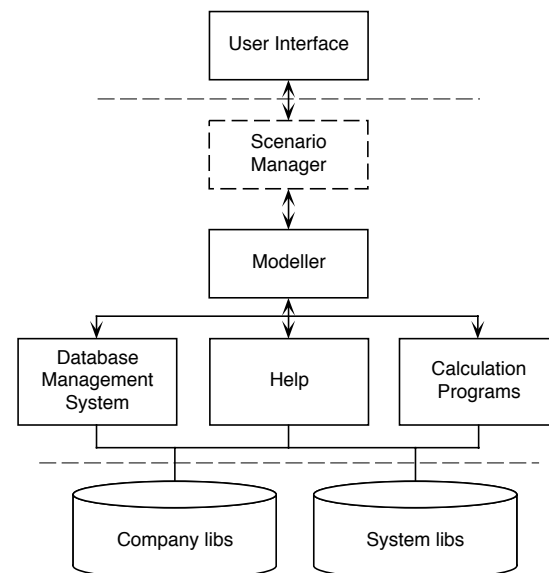 User Interface
Scenario
Manager
Modeller
Database
Management
System
Help
Calculation
Programs
Company libs
System libs